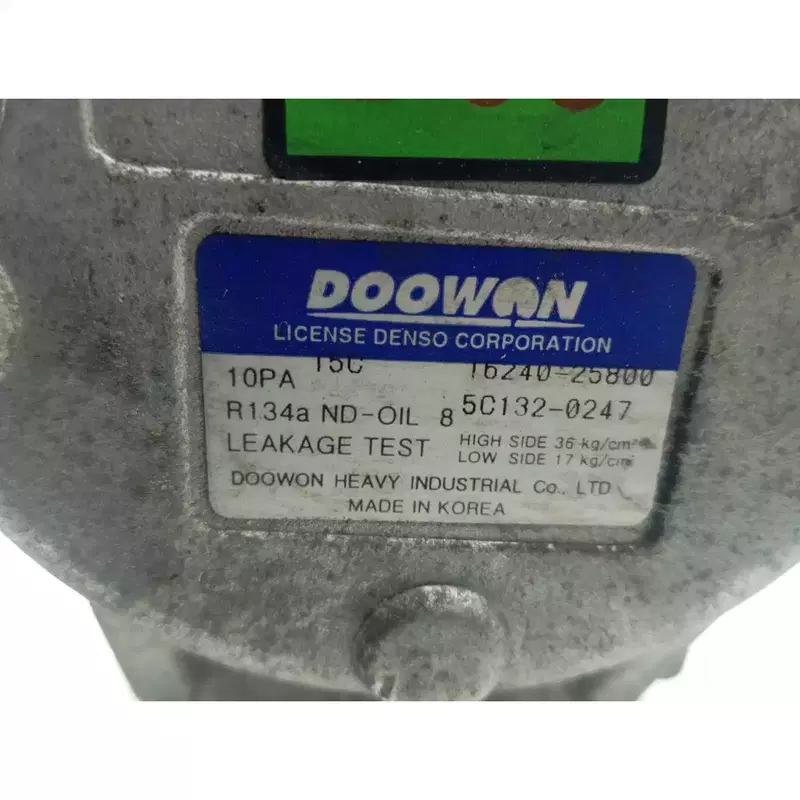 DOOWON
LICENSE DENSO CORPORATION
10PA 15C 16240-25800
R134a ND-OIL 8 5C132-0247
LEAKAGE TEST HIGH SIDE 36 kg/cm²
LOW SIDE 17 kg/cm²
DOOWON HEAVY INDUSTRIAL Co., LTD
MADE IN KOREA